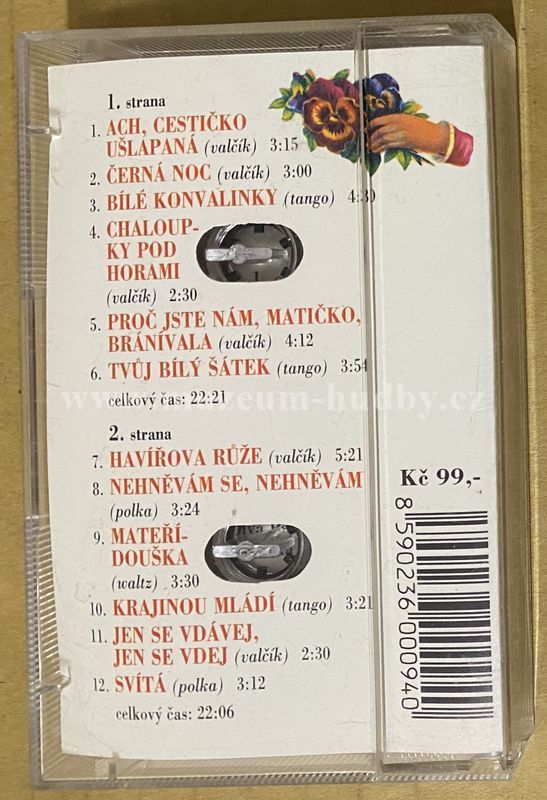 1. strana
1. ACH, CESTIČKO
UŠLAPANÁ (valčík) 3:15
2. ČERNÁ NOC (valčík) 3:00
3. BÍLÉ KONVALINKY (tango) 4:30
4. CHALOUP-
KY POD
HORAMI
(valčík) 2:30
5. PROČ JSTE NÁM, MATIČKO,
BRÁNÍVALA (valčík) 4:12
6. TVŮJ BÍLÝ ŠÁTEK (tango) 3:54
celkový čas: 22:21
www.muzeum-hudby.cz
2. strana
7. HAVÍŘOVA RŮŽE (valčík) 5:21
8. NEHNĚVÁM SE, NEHNĚVÁM
(polka) 3:24
9. MATEŘÍ-
DOUŠKA
(waltz) 3:30
10. KRAJINOU MLÁDÍ (tango) 3:21
11. JEN SE VDÁVEJ,
JEN SE VDEJ (valčík) 2:30
12. SVÍTÁ (polka) 3:12
celkový čas: 22:06
Kč 99,-
8 590236 000940